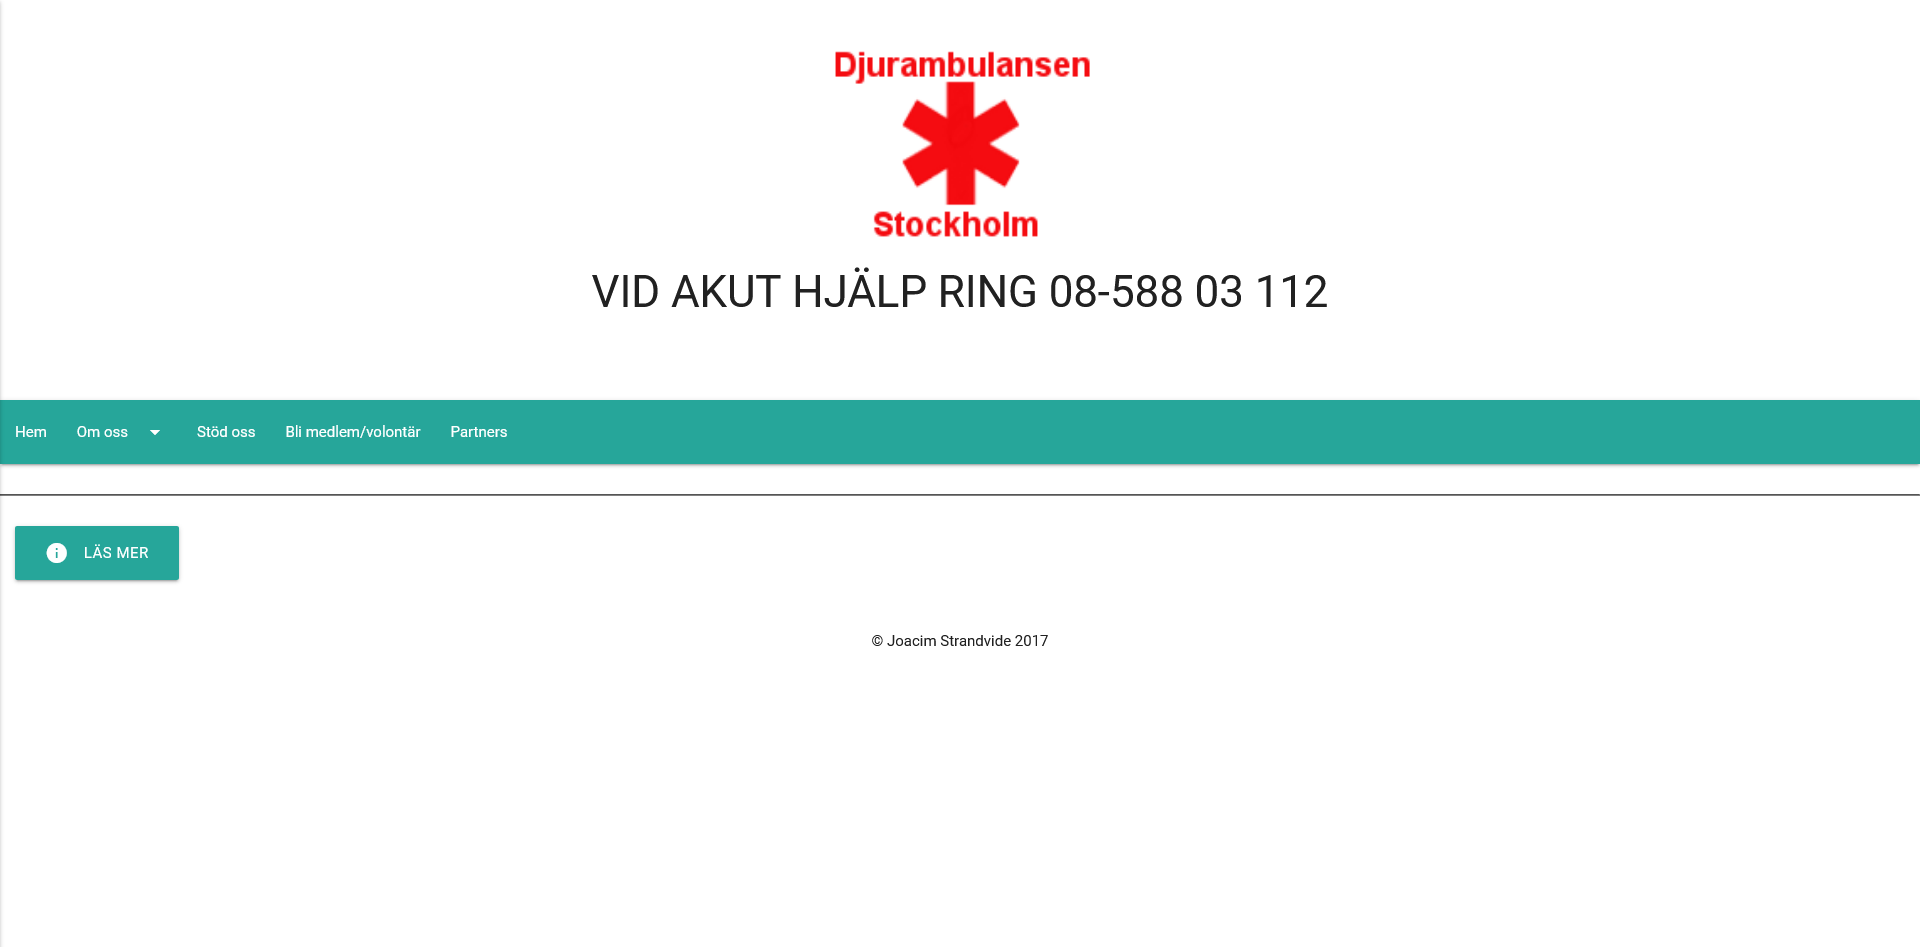 Djurambulansen
Stockholm
VID AKUT HJÄLP RING 08-588 03 112
Hem Om oss Stöd oss Bli medlem/volontär Partners
LÄS MER
© Joacim Strandvide 2017